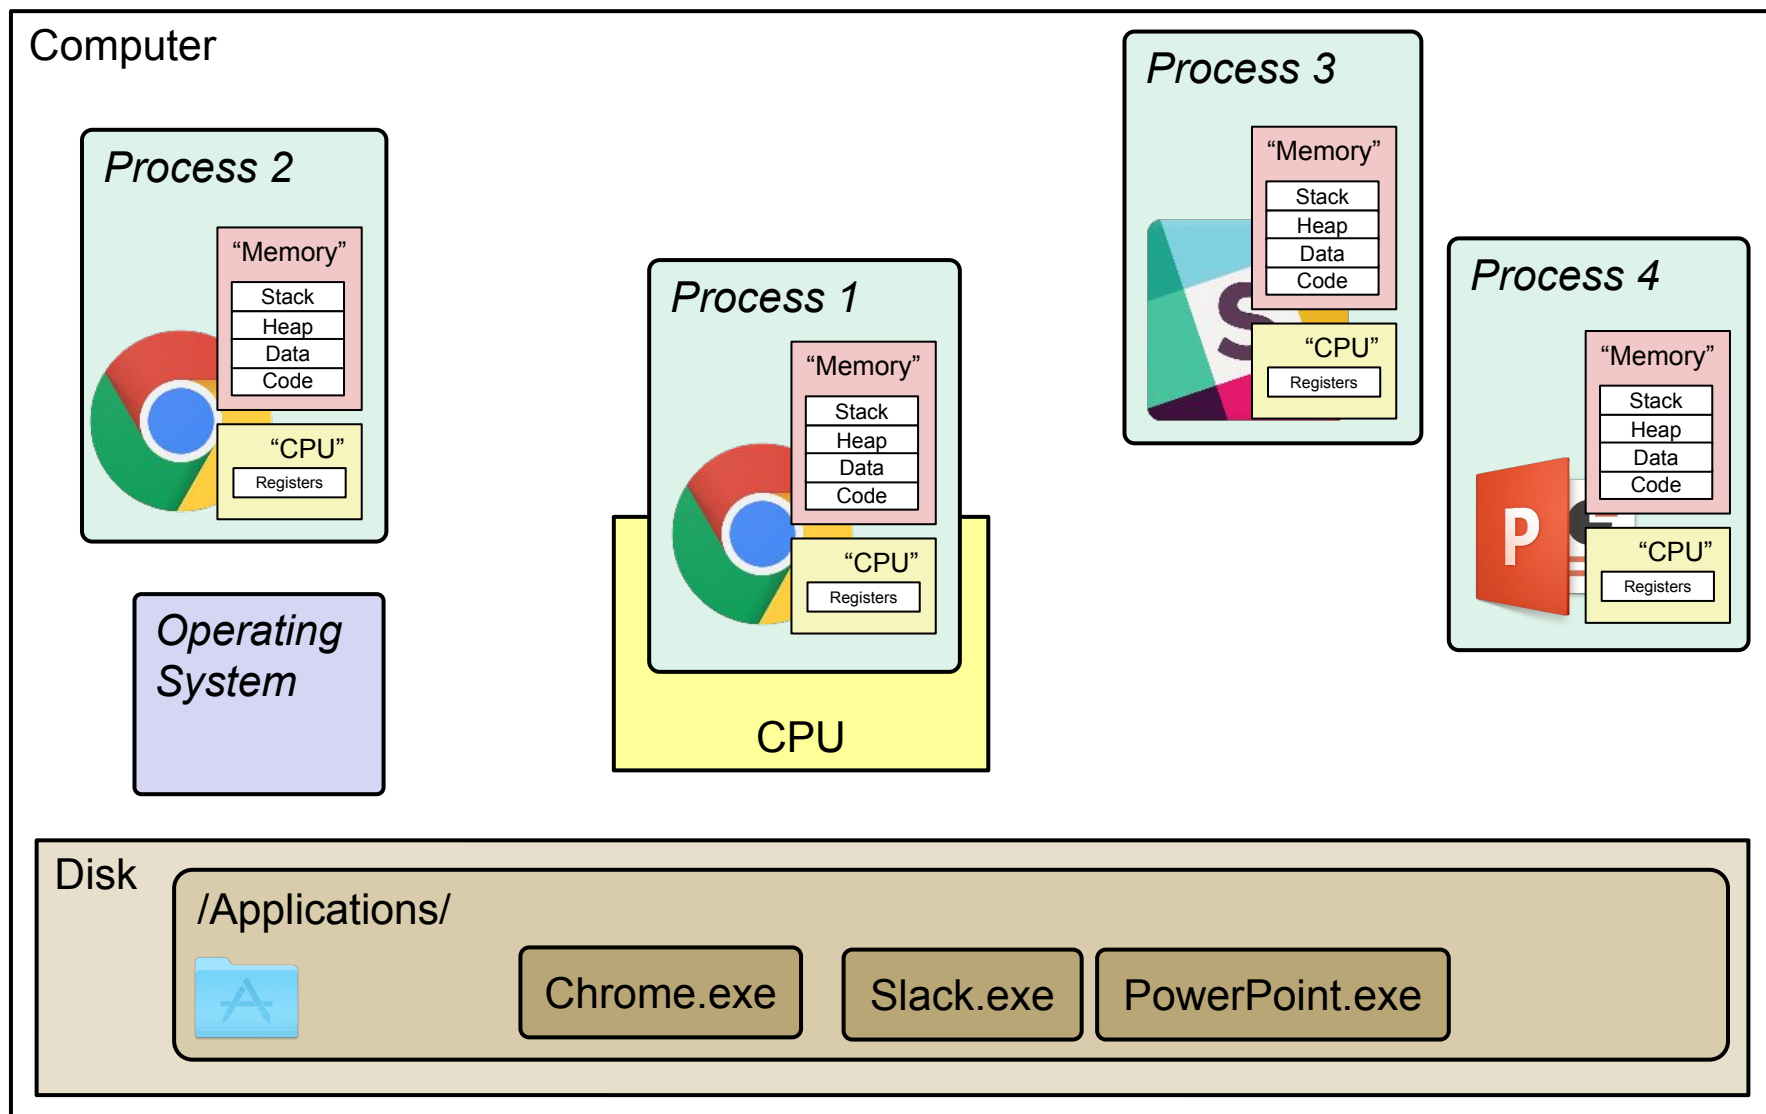 Computer
Process 2
“Memory”
Stack
Heap
Data
Code
“CPU”
Registers
Process 1
“Memory”
Stack
Heap
Data
Code
“CPU”
Registers
Process 3
“Memory”
Stack
Heap
Data
Code
“CPU”
Registers
S
Process 4
“Memory”
Stack
Heap
Data
Code
“CPU”
Registers
P
Operating
System
CPU
Disk
/Applications/
Chrome.exe
Slack.exe
PowerPoint.exe